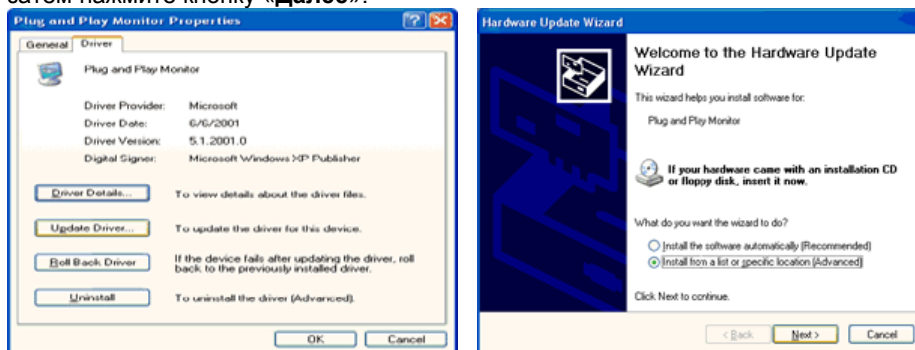 затем нажмите кнопку «Далее».
Plug and Play Monitor Properties
General
Driver
Plug and Play Monitor
Driver Provider: Microsoft
Driver Date: 6/6/2001
Driver Version: 5.1.2001.0
Digital Signer: Microsoft Windows XP Publisher
Driver Details... To view details about the driver files.
Update Driver... To update the driver for this device.
Roll Back Driver If the device fails after updating the driver, roll
back to the previously installed driver.
Uninstall To uninstall the driver (Advanced).
OK Cancel
Hardware Update Wizard
Welcome to the Hardware Update
Wizard
This wizard helps you install software for:
Plug and Play Monitor
If your hardware came with an installation CD
or floppy disk, insert it now.
What do you want the wizard to do?
Install the software automatically (Recommended)
Install from a list or specific location (Advanced)
Click Next to continue.
< Back Next > Cancel